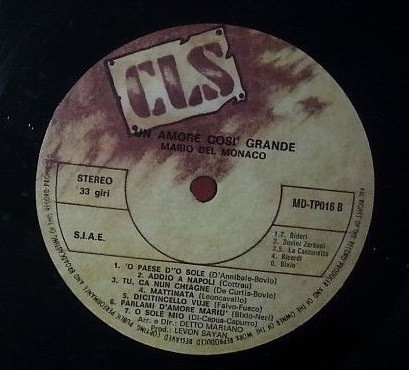 C.L.S
UN AMORE COSI' GRANDE
MARIO DEL MONACO
STEREO
33 giri
S.I.A.E.
MD-TP016 B
1.-7. Bideri
2. Suvini Zerboni
3.5. La Canzonetta
4. Ricordi
6. Bixio
1. 'O PAESE D''O SOLE (D'Annibale-Bovio)
2. ADDIO A NAPOLI (Cottrau)
3. TU, CA NUN CHIAGNE (De Curtis-Bovio)
4. MATTINATA (Leoncavallo)
5. DICITINCELLO VUJE (Falvo-Fusco)
6. PARLAMI D'AMORE MARIU' (Bixio-Neri)
7. O SOLE MIO (Di-Capua-Capurro)
Arr. e Dir.: DETTO MARIANO
Prod.: LEVON SAYAN